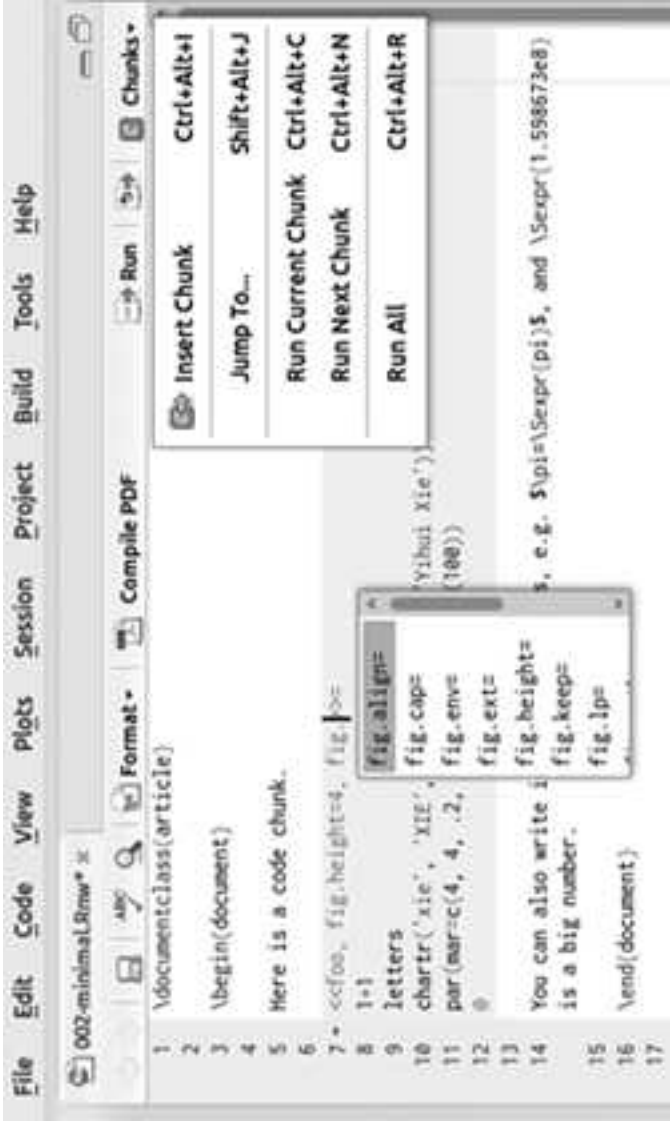 File Edit Code View Plots Session Project Build Tools Help
002-minimal.Rnw* ×
ABC Format Compile PDF Run Chunks
Insert Chunk Ctrl+Alt+I
Jump To... Shift+Alt+J
Run Current Chunk Ctrl+Alt+C
Run Next Chunk Ctrl+Alt+N
Run All Ctrl+Alt+R
1 \documentclass{article}
2
3 \begin{document}
4
5 Here is a code chunk.
6
7 <<foo, fig.height=4, fig.>>=
8 1+1
9 letters
10 chartr('xie', 'XIE', 'Yihui Xie')
11 par(mar=c(4, 4, .2, (100))
12 @
13
14 You can also write i $, e.g. $\pi=\Sexpr{pi}$, and \Sexpr{1.598673e8}
is a big number.
15
16 \end{document}
17
fig.align=
fig.cap=
fig.env=
fig.ext=
fig.height=
fig.keep=
fig.lp=